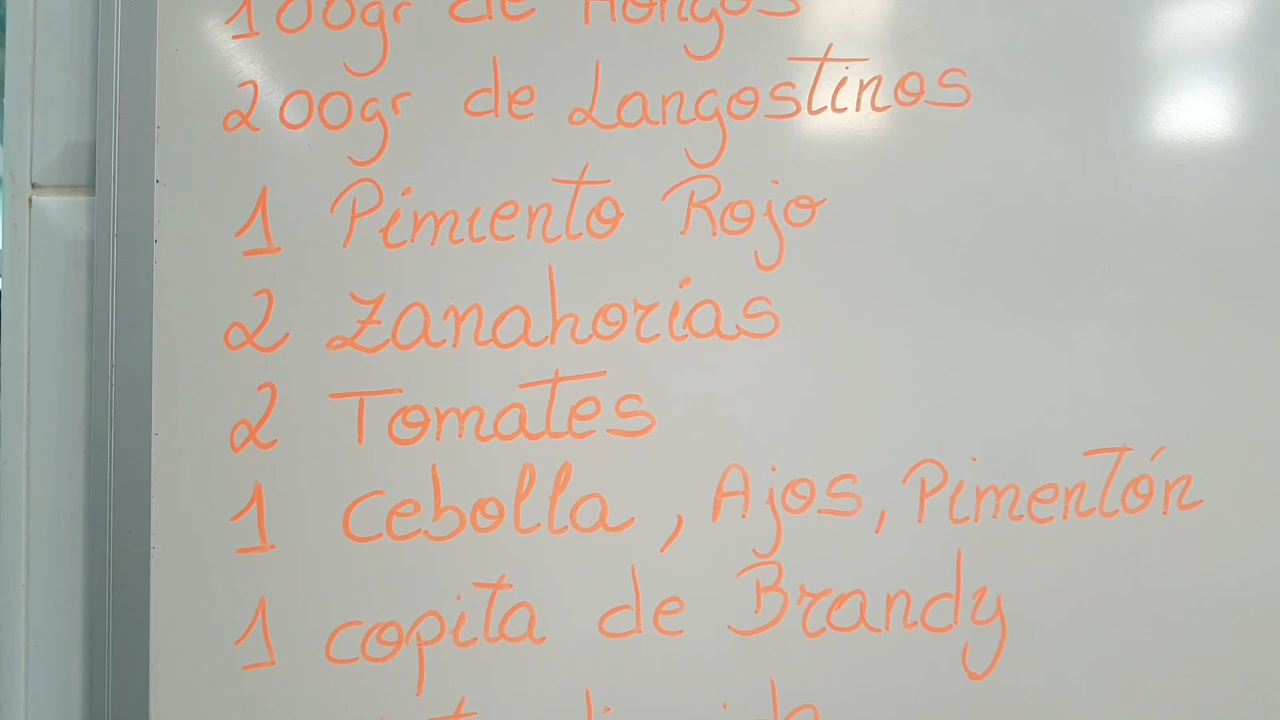 100gr de Hongos
200gr de Langostinos
1 Pimiento Rojo
2 Zanahorias
2 Tomates
1 Cebolla, Ajos, Pimentón
1 copita de Brandy